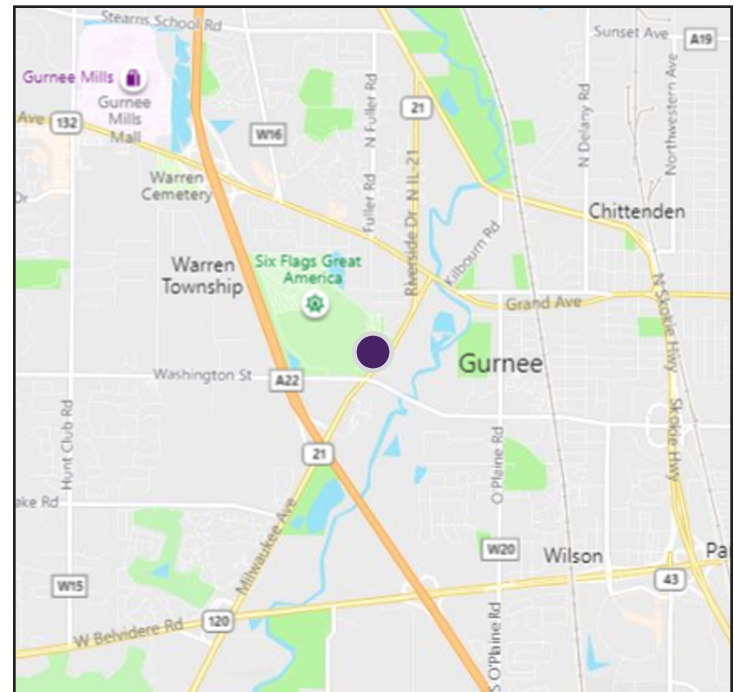 Stearns School Rd
Sunset Ave
A19
Gurnee Mills
Gurnee
Mills
Mall
Ave
132
W16
N Fuller Rd
21
N Delany Rd
Northwestern Ave
Warren
Cemetery
Dr
Fuller Rd
Riverside Dr
N IL-21
Kilbourn Rd
Chittenden
Warren
Township
Six Flags Great
America
Grand Ave
N Skokie Hwy
Washington St
A22
Gurnee
Hunt Club Rd
21
O'Plaine Rd
Skokie Hwy
ake Rd
Milwaukee Ave
W20
Wilson
Pa
43
W15
120
W Belvidere Rd
S O'Plaine Rd